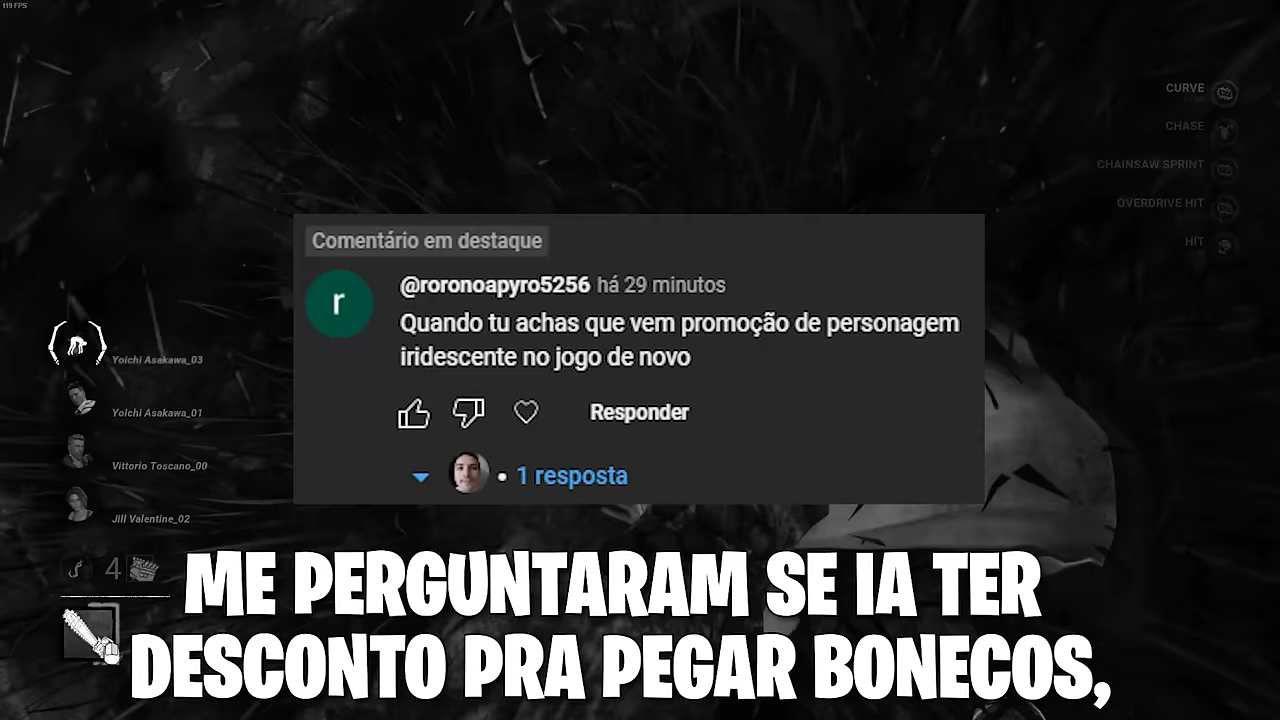 119 FPS
CURVE
CHASE
CHAINSAW SPRINT
OVERDRIVE HIT
HIT
Comentário em destaque
r
@roronoapyro5256 há 29 minutos
Quando tu achas que vem promoção de personagem
iridescente no jogo de novo
Responder
• 1 resposta
Yoichi Asakawa_03
Yoichi Asakawa_01
Vittorio Toscano_00
Jill Valentine_02
4
ME PERGUNTARAM SE IA TER
DESCONTO PRA PEGAR BONECOS,